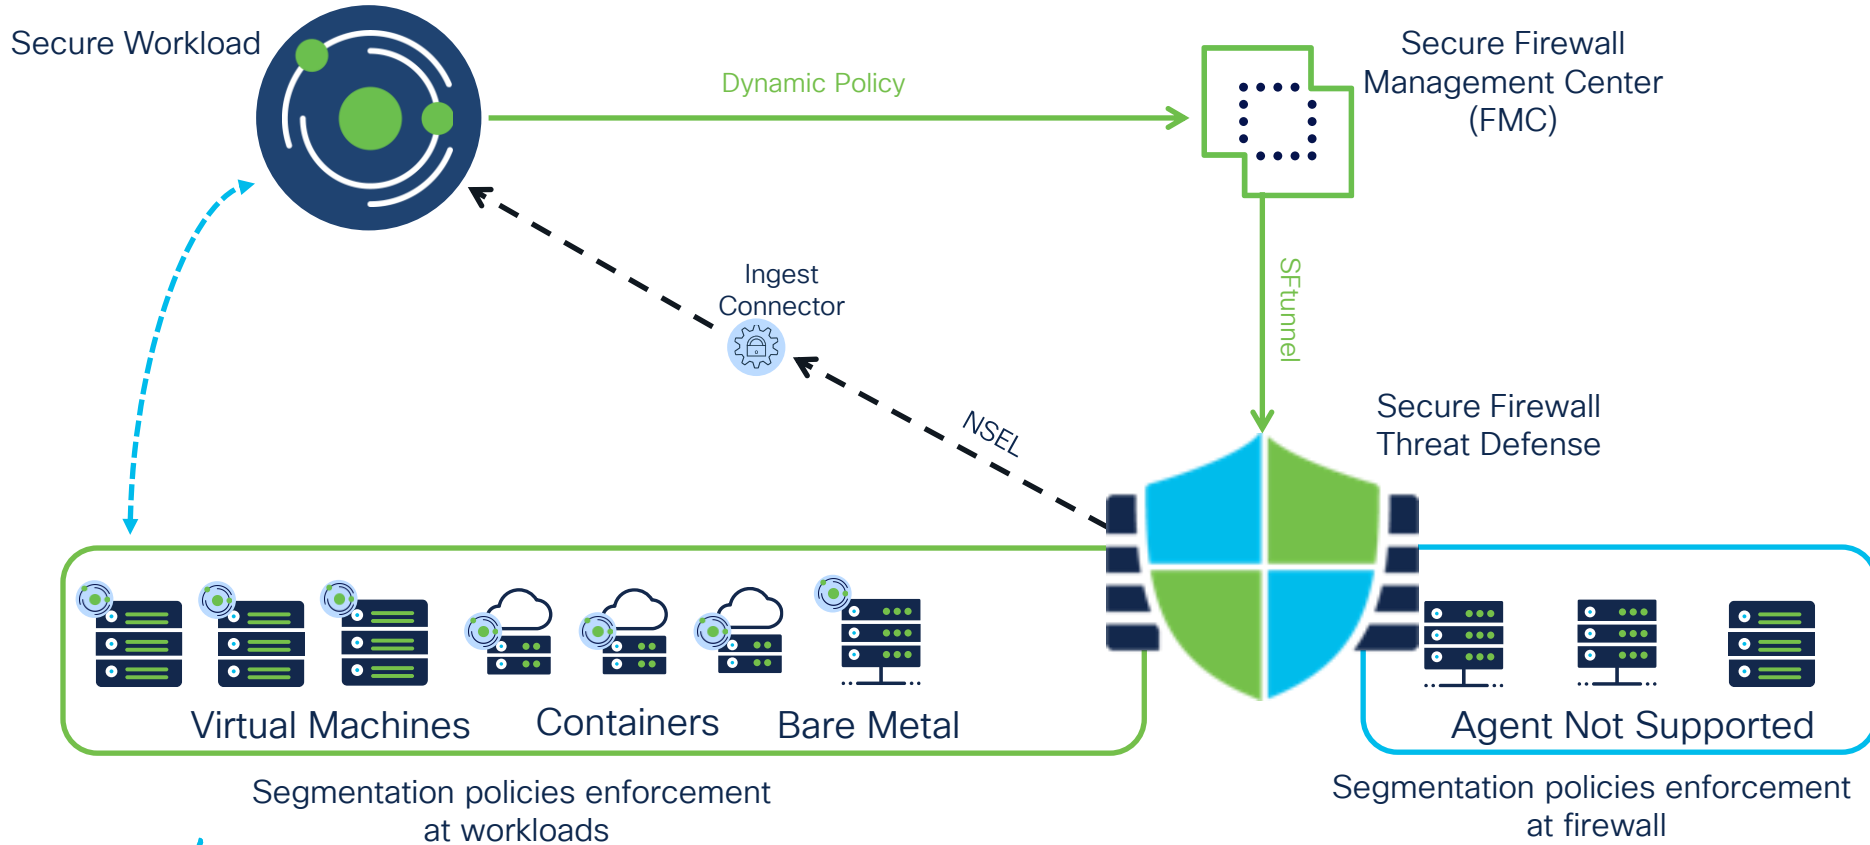 Secure Workload
Dynamic Policy
Secure Firewall
Management Center
(FMC)
SFtunnel
Ingest
Connector
NSEL
Secure Firewall
Threat Defense
Virtual Machines
Containers
Bare Metal
Agent Not Supported
Segmentation policies enforcement
at workloads
Segmentation policies enforcement
at firewall